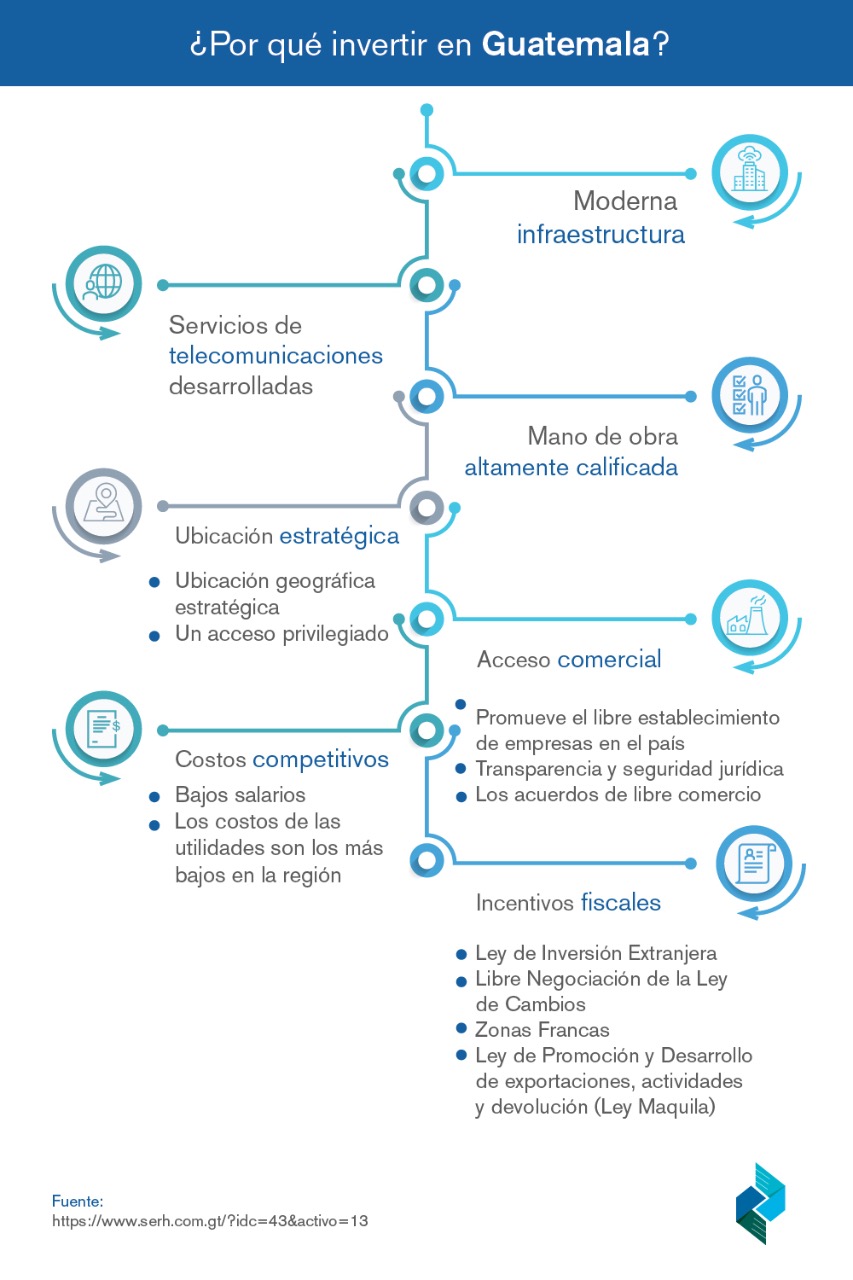 ¿Por qué invertir en Guatemala?
Moderna
infraestructura
Servicios de
telecomunicaciones
desarrolladas
Mano de obra
altamente calificada
Ubicación estratégica
Ubicación geográfica
estratégica
Un acceso privilegiado
Acceso comercial
Promueve el libre establecimiento
de empresas en el país
Transparencia y seguridad jurídica
Los acuerdos de libre comercio
Costos competitivos
Bajos salarios
Los costos de las
utilidades son los más
bajos en la región
Incentivos fiscales
Ley de Inversión Extranjera
Libre Negociación de la Ley
de Cambios
Zonas Francas
Ley de Promoción y Desarrollo
de exportaciones, actividades
y devolución (Ley Maquila)
Fuente:
https://www.serh.com.gt/?idc=43&activo=13